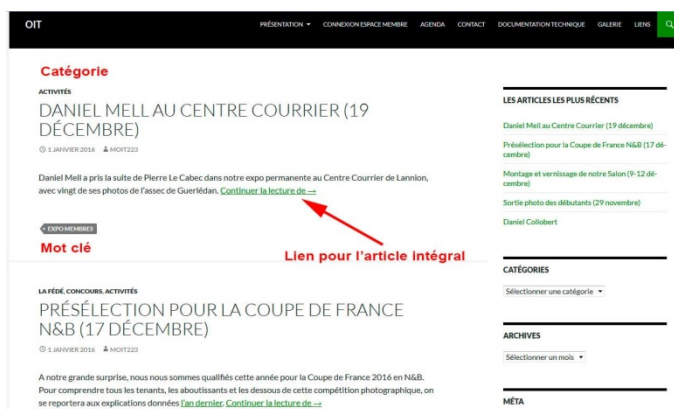 OIT
PRÉSENTATION CONNEXION ESPACE MEMBRE AGENDA CONTACT DOCUMENTATION TECHNIQUE GALERIE LIENS
Catégorie
ACTIVITÉS
DANIEL MELL AU CENTRE COURRIER (19
DÉCEMBRE)
1 JANVIER 2016 MOIT223
Daniel Mell a pris la suite de Pierre Le Cabec dans notre expo permanente au Centre Courrier de Lannion,
avec vingt de ses photos de l'assec de Guerlédan. Continuer la lecture de →
EXPO MEMBRES
Mot clé
Lien pour l'article intégral
LA FÉDÉ, CONCOURS, ACTIVITÉS
PRÉSÉLECTION POUR LA COUPE DE FRANCE
N&B (17 DÉCEMBRE)
1 JANVIER 2016 MOIT223
A notre grande surprise, nous nous sommes qualifiés cette année pour la Coupe de France 2016 en N&B.
Pour comprendre tous les tenants, les aboutissants et les dessous de cette compétition photographique, on
se reportera aux explications données l'an dernier. Continuer la lecture de →
LES ARTICLES LES PLUS RÉCENTS
Daniel Mell au Centre Courrier (19 décembre)
Présélection pour la Coupe de France N&B (17 dé-
cembre)
Montage et vernissage de notre Salon (9-12 dé-
cembre)
Sortie photo des débutants (29 novembre)
Daniel Collobert
CATÉGORIES
Sélectionner une catégorie
ARCHIVES
Sélectionner un mois
MÉTA